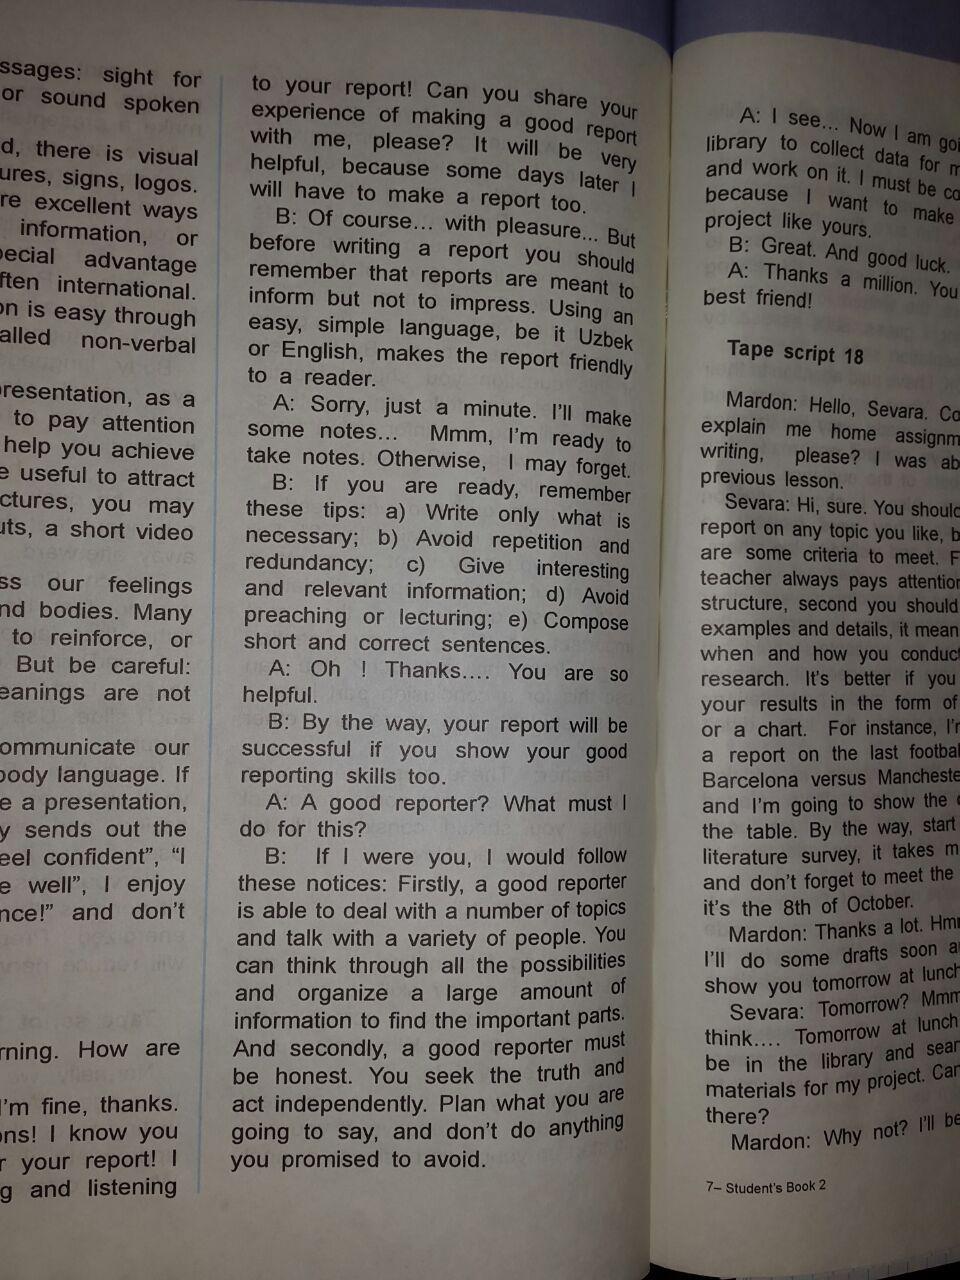 ssages: sight for
or sound spoken
d, there is visual
ures, signs, logos.
re excellent ways
information, or
pecial advantage
ften international.
on is easy through
alled non-verbal
presentation, as a
to pay attention
help you achieve
e useful to attract
ctures, you may
uts, a short video
ss our feelings
nd bodies. Many
to reinforce, or
But be careful:
eanings are not
ommunicate our
body language. If
e a presentation,
y sends out the
eel confident”, “I
e well”, I enjoy
nce!” and don’t
rning. How are
I’m fine, thanks.
ons! I know you
r your report! I
g and listening
to your report! Can you share your
experience of making a good report
with me, please? It will be very
helpful, because some days later I
will have to make a report too.
B: Of course... with pleasure... But
before writing a report you should
remember that reports are meant to
inform but not to impress. Using an
easy, simple language, be it Uzbek
or English, makes the report friendly
to a reader.
A: Sorry, just a minute. I’ll make
some notes... Mmm, I’m ready to
take notes. Otherwise, I may forget.
B: If you are ready, remember
these tips: a) Write only what is
necessary; b) Avoid repetition and
redundancy; c) Give interesting
and relevant information; d) Avoid
preaching or lecturing; e) Compose
short and correct sentences.
A: Oh ! Thanks.... You are so
helpful.
B: By the way, your report will be
successful if you show your good
reporting skills too.
A: A good reporter? What must I
do for this?
B: If I were you, I would follow
these notices: Firstly, a good reporter
is able to deal with a number of topics
and talk with a variety of people. You
can think through all the possibilities
and organize a large amount of
information to find the important parts.
And secondly, a good reporter must
be honest. You seek the truth and
act independently. Plan what you are
going to say, and don’t do anything
you promised to avoid.
A: I see... Now I am goi
library to collect data for m
and work on it. I must be co
because I want to make
project like yours.
B: Great. And good luck.
A: Thanks a million. You
best friend!
Tape script 18
Mardon: Hello, Sevara. Co
explain me home assignm
writing, please? I was ab
previous lesson.
Sevara: Hi, sure. You should
report on any topic you like, b
are some criteria to meet. F
teacher always pays attention
structure, second you should
examples and details, it mean
when and how you conduct
research. It’s better if you
your results in the form of
or a chart. For instance, I’m
a report on the last footbal
Barcelona versus Mancheste
and I’m going to show the
the table. By the way, start
literature survey, it takes m
and don’t forget to meet the
it’s the 8th of October.
Mardon: Thanks a lot. Hmm
I’ll do some drafts soon a
show you tomorrow at lunch
Sevara: Tomorrow? Mmm
think.... Tomorrow at lunch
be in the library and sear
materials for my project. Can
there?
Mardon: Why not? I’ll be
7– Student’s Book 2